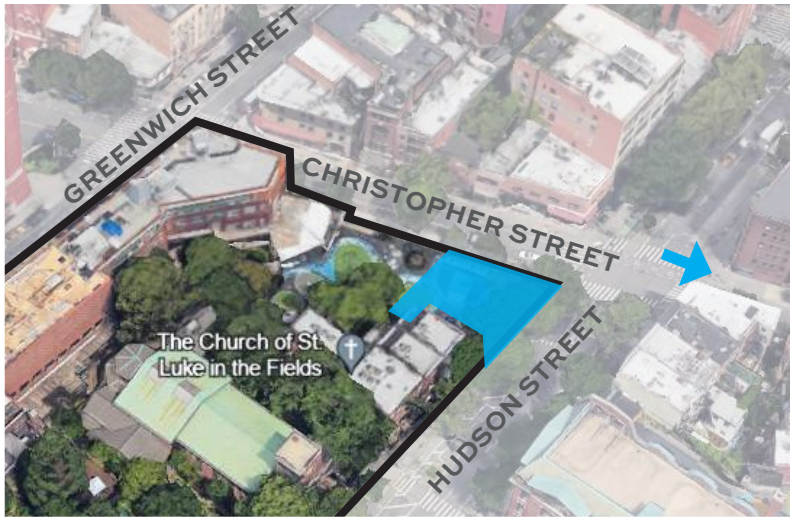 GREENWICH STREET
CHRISTOPHER STREET
The Church of St.
Luke in the Fields
HUDSON STREET